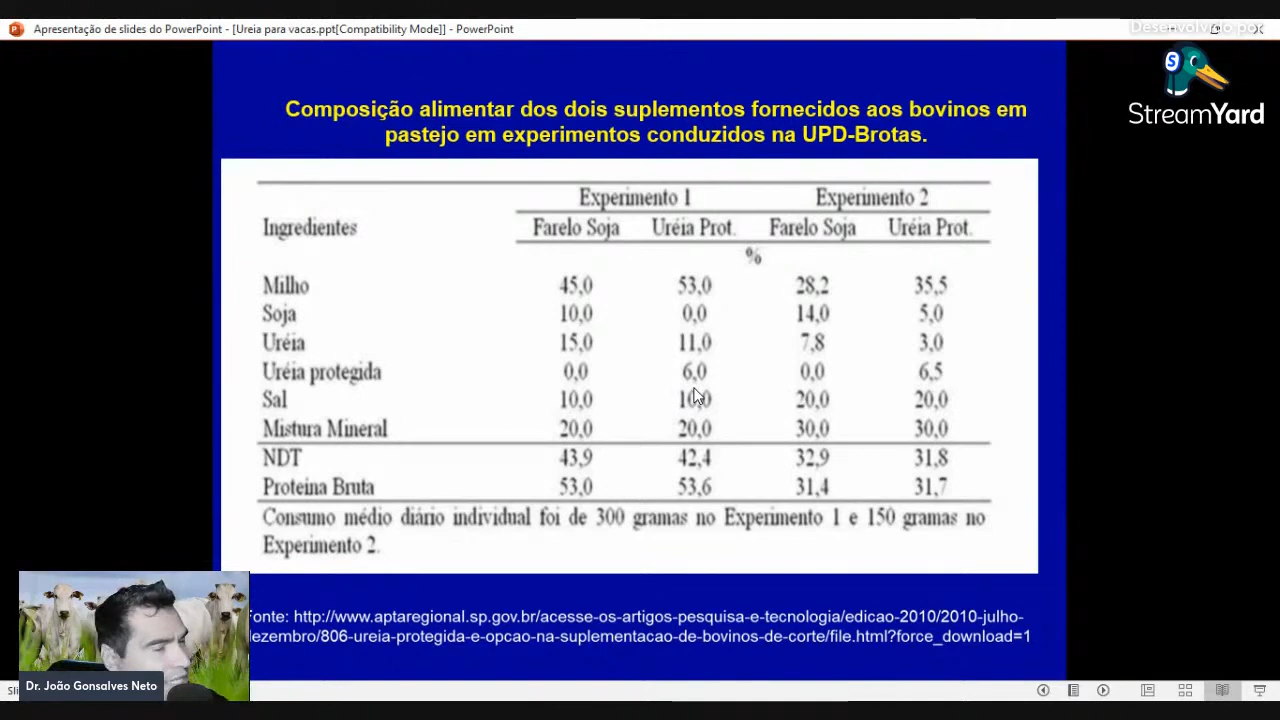 Apresentação de slides do PowerPoint - [Ureia para vacas.ppt[Compatibility Mode]] - PowerPoint
Desenvolvido por
StreamYard
Composição alimentar dos dois suplementos fornecidos aos bovinos em
pastejo em experimentos conduzidos na UPD-Brotas.
Experimento 1 Experimento 2
Ingredientes Farelo Soja Uréia Prot. Farelo Soja Uréia Prot.
%
Milho 45,0 53,0 28,2 35,5
Soja 10,0 0,0 14,0 5,0
Uréia 15,0 11,0 7,8 3,0
Uréia protegida 0,0 6,0 0,0 6,5
Sal 10,0 10,0 20,0 20,0
Mistura Mineral 20,0 20,0 30,0 30,0
NDT 43,9 42,4 32,9 31,8
Proteina Bruta 53,0 53,6 31,4 31,7
Consumo médio diário individual foi de 300 gramas no Experimento 1 e 150 gramas no
Experimento 2.
onte: http://www.aptaregional.sp.gov.br/acesse-os-artigos-pesquisa-e-tecnologia/edicao-2010/2010-julho-
ezembro/806-ureia-protegida-e-opcao-na-suplementacao-de-bovinos-de-corte/file.html?force_download=1
Dr. João Gonsalves Neto